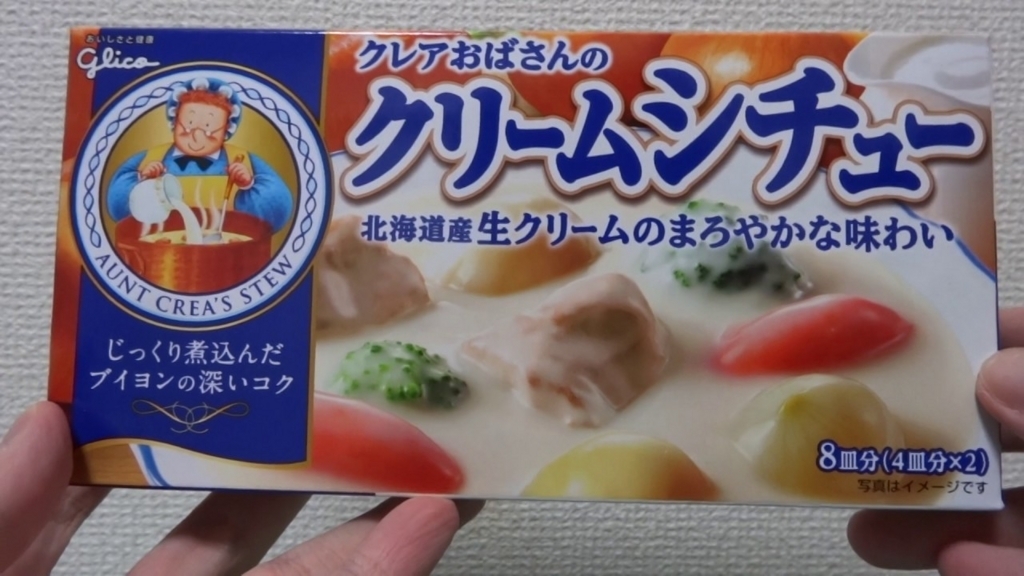 おいしさと健康
Glico
AUNT CREA'S STEW
じっくり煮込んだ
ブイヨンの深いコク
クレアおばさんの
クリームシチュー
北海道産生クリームのまろやかな味わい
8皿分(4皿分×2)
写真はイメージです